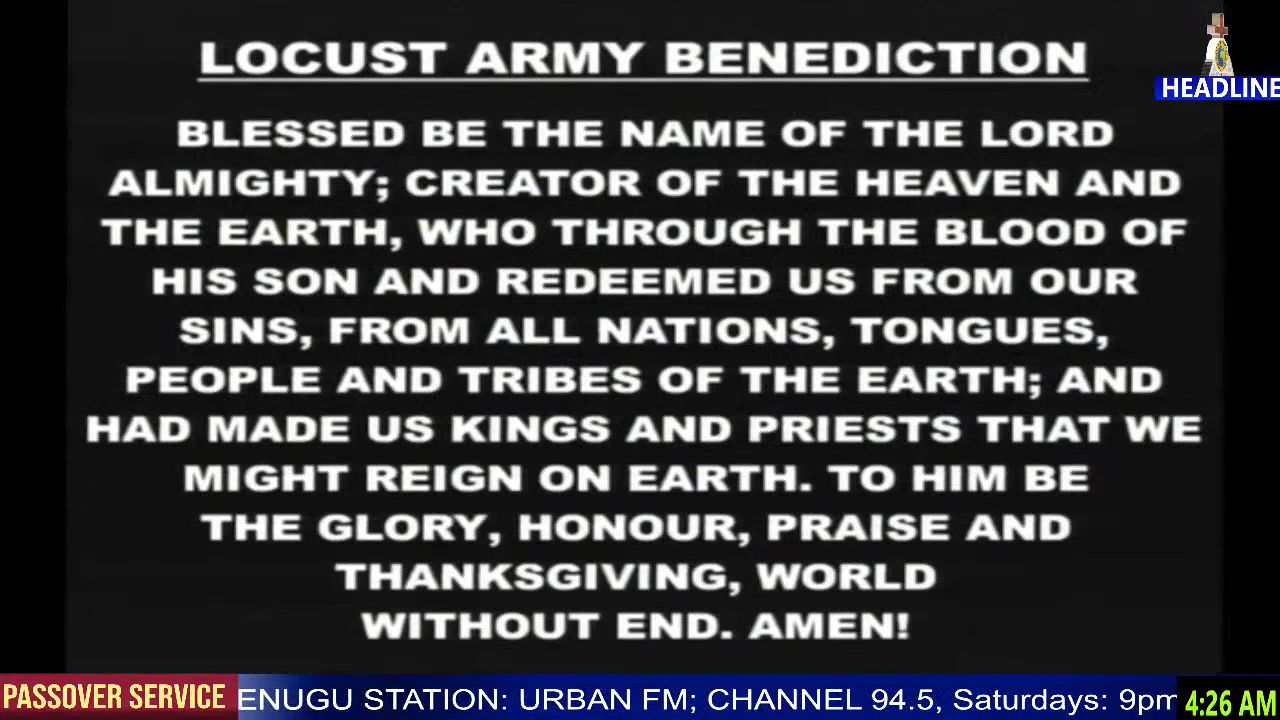 LOCUST ARMY BENEDICTION
HEADLINE
BLESSED BE THE NAME OF THE LORD
ALMIGHTY; CREATOR OF THE HEAVEN AND
THE EARTH, WHO THROUGH THE BLOOD OF
HIS SON AND REDEEMED US FROM OUR
SINS, FROM ALL NATIONS, TONGUES,
PEOPLE AND TRIBES OF THE EARTH; AND
HAD MADE US KINGS AND PRIESTS THAT WE
MIGHT REIGN ON EARTH. TO HIM BE
THE GLORY, HONOUR, PRAISE AND
THANKSGIVING, WORLD
WITHOUT END. AMEN!
PASSOVER SERVICE
ENUGU STATION: URBAN FM; CHANNEL 94.5, Saturdays: 9pm
4:26 AM